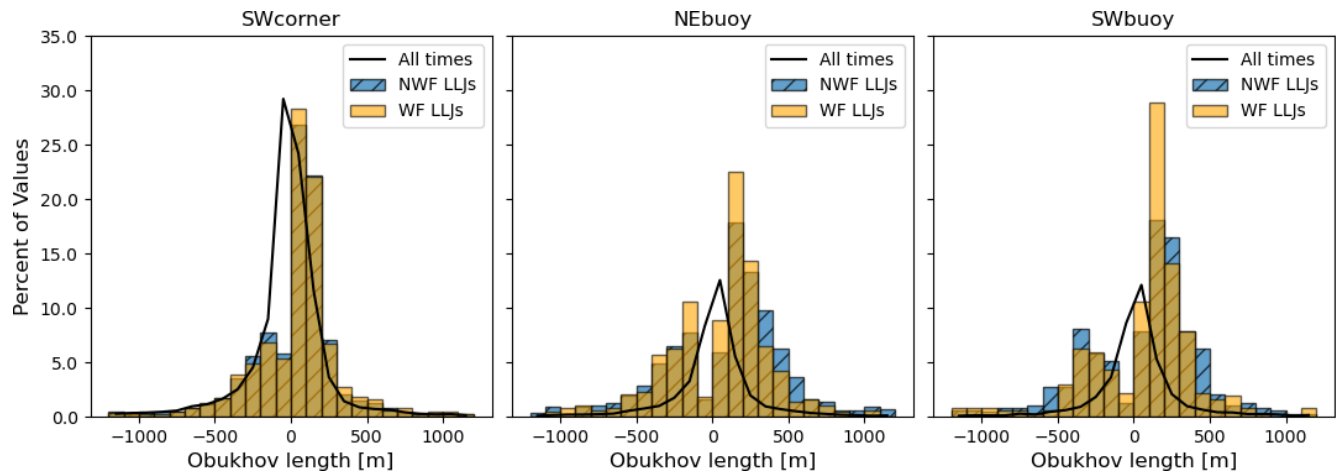 SWcorner
NEbuoy
SWbuoy
Percent of Values
35.0
30.0
25.0
20.0
15.0
10.0
5.0
0.0
All times
NWF LLJs
WF LLJs
All times
NWF LLJs
WF LLJs
All times
NWF LLJs
WF LLJs
−1000 −500 0 500 1000
−1000 −500 0 500 1000
−1000 −500 0 500 1000
Obukhov length [m]
Obukhov length [m]
Obukhov length [m]